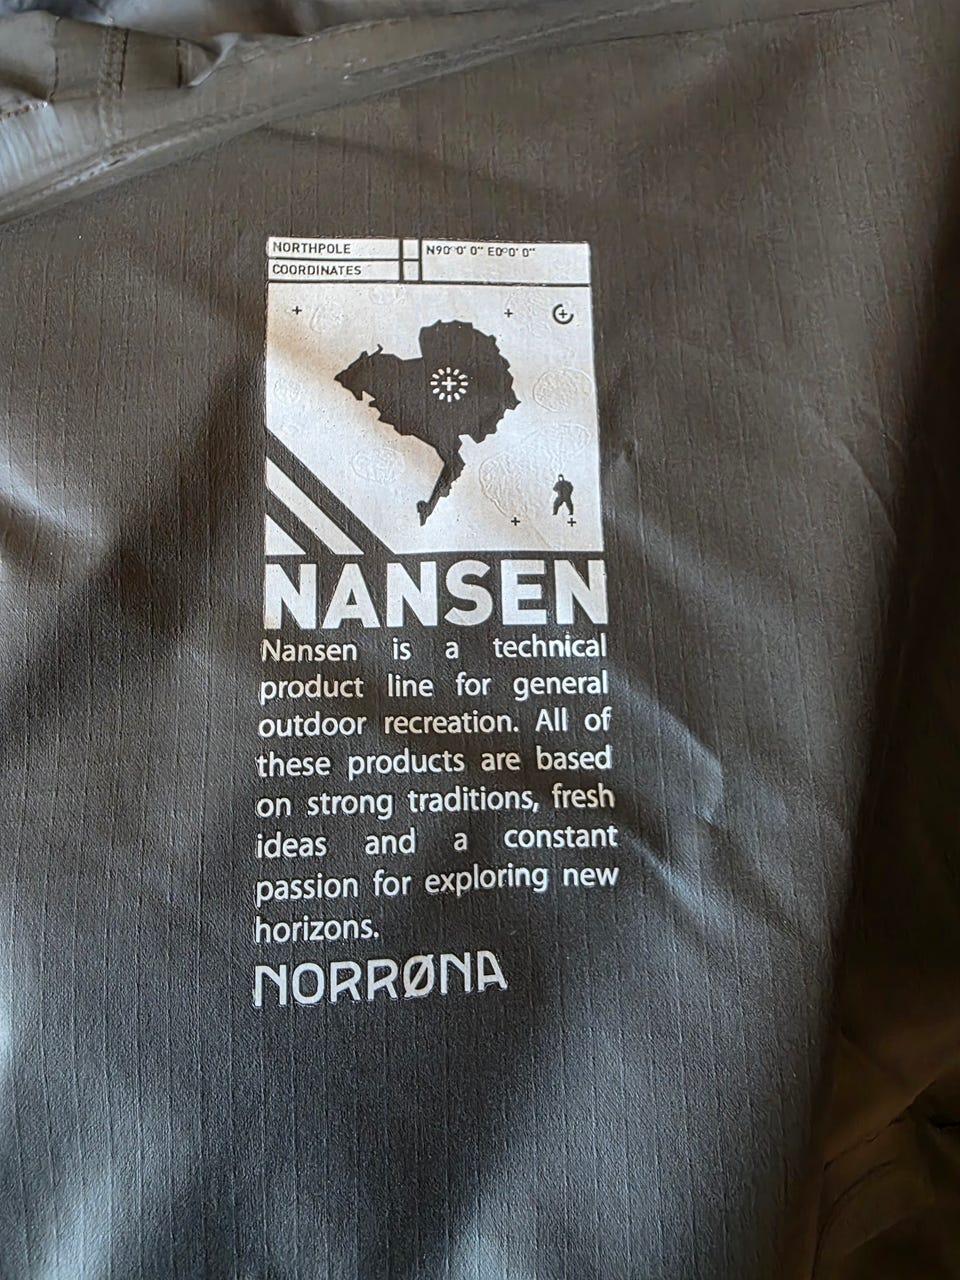 NORTHPOLE
COORDINATES
N90°0'0" E0°0'0"
NANSEN
Nansen is a technical
product line for general
outdoor recreation. All of
these products are based
on strong traditions, fresh
ideas and a constant
passion for exploring new
horizons.
NORRØNA